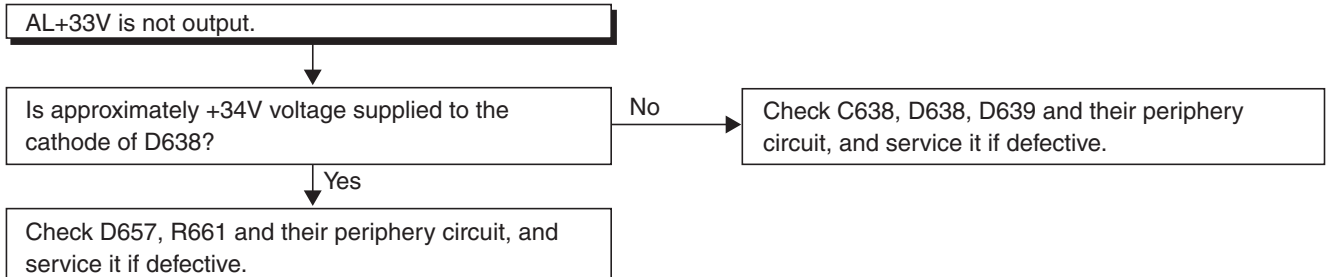 AL+33V is not output.
Is approximately +34V voltage supplied to the
cathode of D638?
No
Check C638, D638, D639 and their periphery
circuit, and service it if defective.
Yes
Check D657, R661 and their periphery circuit, and
service it if defective.